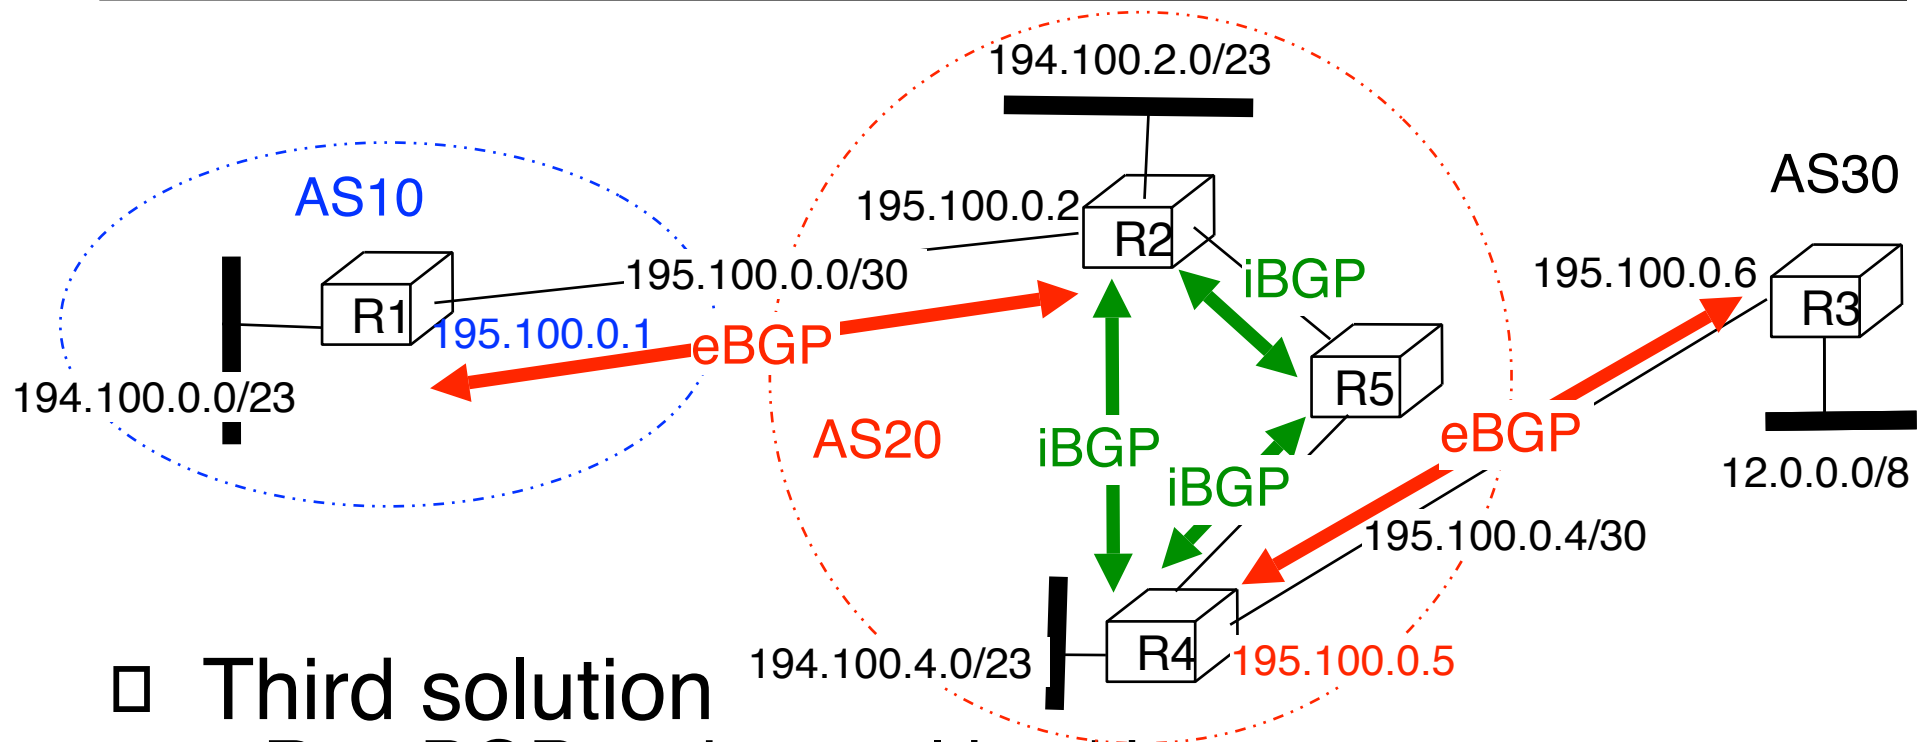 194.100.2.0/23
AS30
AS10
195.100.0.2
R2
195.100.0.0/30
iBGP
195.100.0.6
R1
195.100.0.1
eBGP
R3
194.100.0.0/23
R5
AS20
iBGP
eBGP
12.0.0.0/8
iBGP
195.100.0.4/30
194.100.4.0/23
R4
195.100.0.5
Third solution